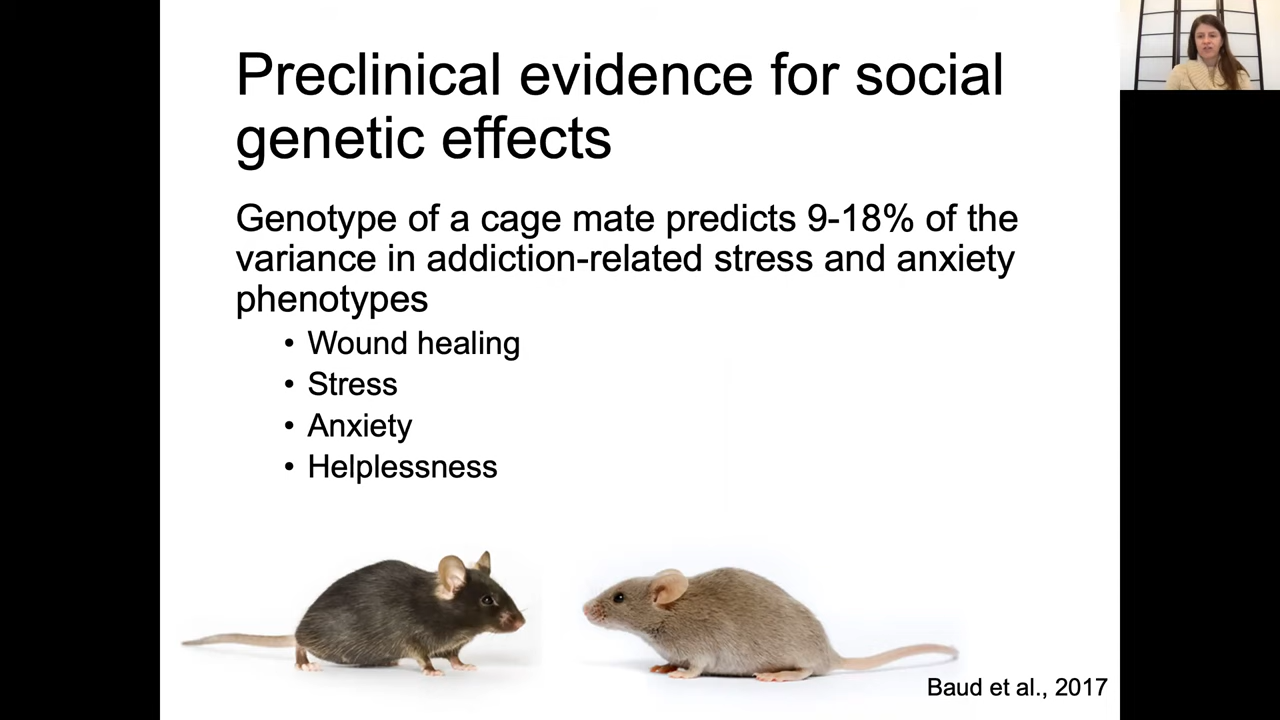 Preclinical evidence for social
genetic effects
Genotype of a cage mate predicts 9-18% of the
variance in addiction-related stress and anxiety
phenotypes
• Wound healing
• Stress
• Anxiety
• Helplessness
Baud et al., 2017